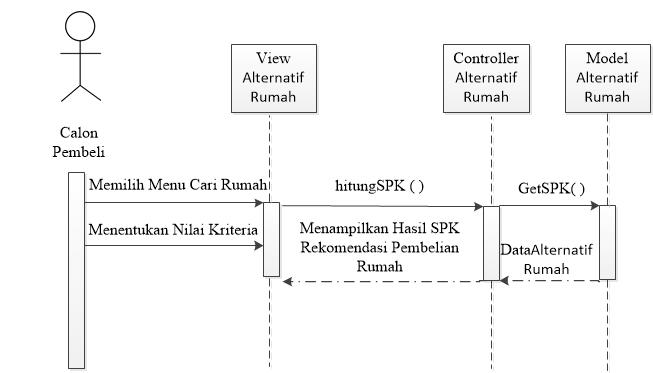 View
Alternatif
Rumah
Controller
Alternatif
Rumah
Model
Alternatif
Rumah
Calon
Pembeli
Memilih Menu Cari Rumah
hitungSPK ( )
GetSPK( )
Menentukan Nilai Kriteria
Menampilkan Hasil SPK
Rekomendasi Pembelian
Rumah
DataAlternatif
Rumah